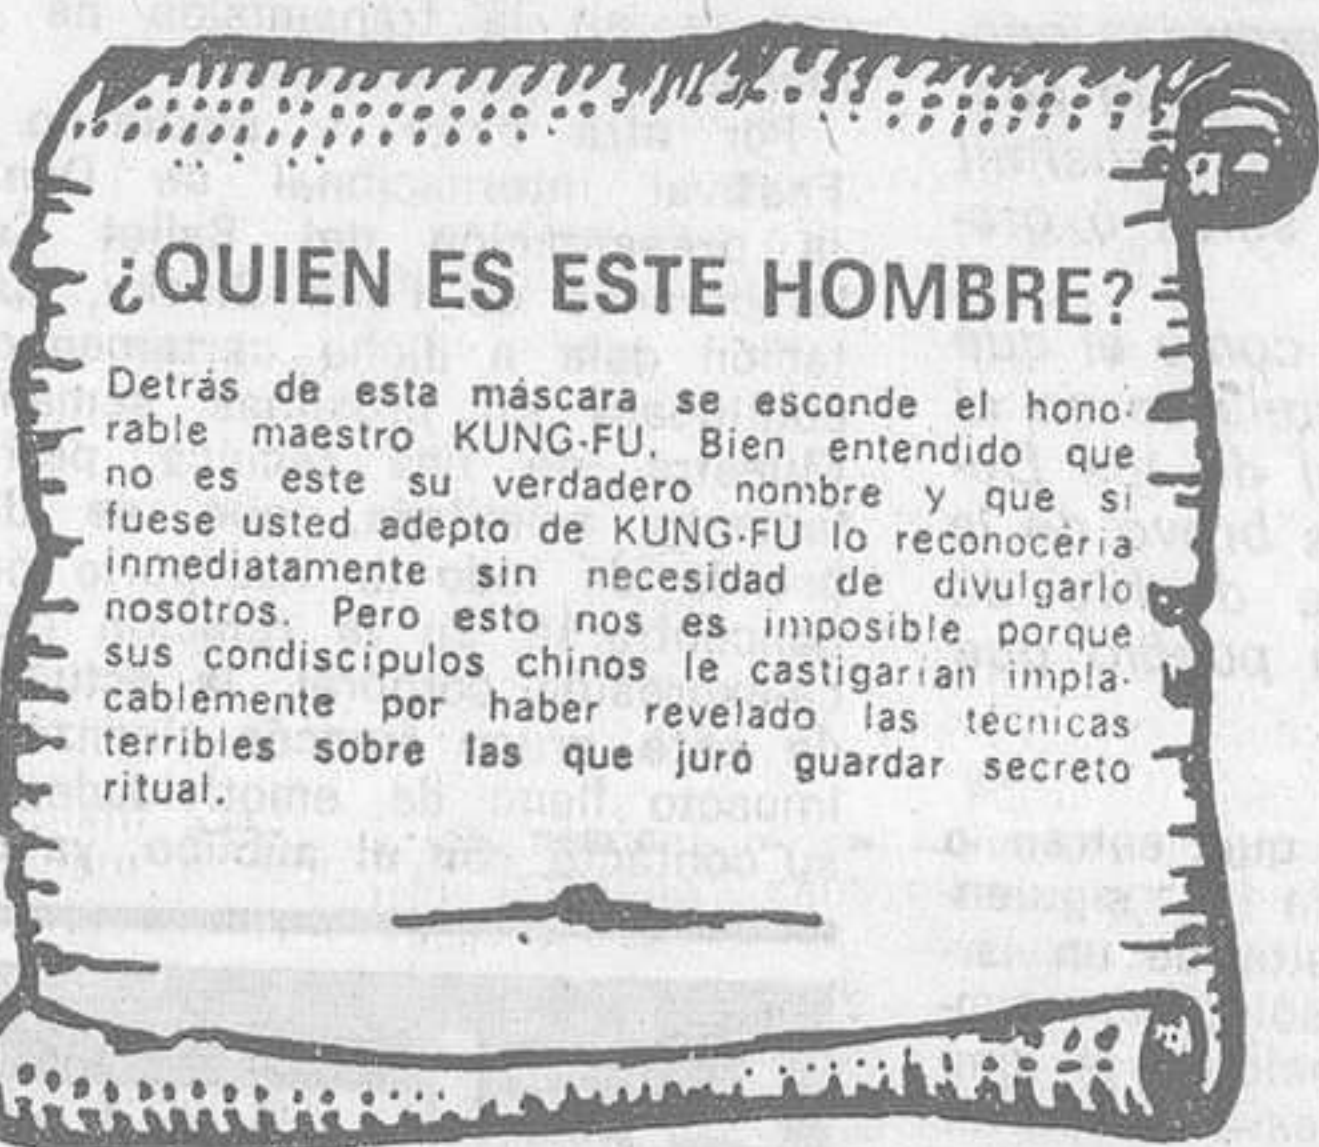 ¿QUIEN ES ESTE HOMBRE?
Detrás de esta máscara se esconde el hono-
rable maestro KUNG-FU. Bien entendido que
no es este su verdadero nombre y que si
fuese usted adepto de KUNG-FU lo reconocería
inmediatamente sin necesidad de divulgarlo
nosotros. Pero esto nos es imposible porque
sus condiscípulos chinos le castigarían impla-
cablemente por haber revelado las técnicas
terribles sobre las que juró guardar secreto
ritual.